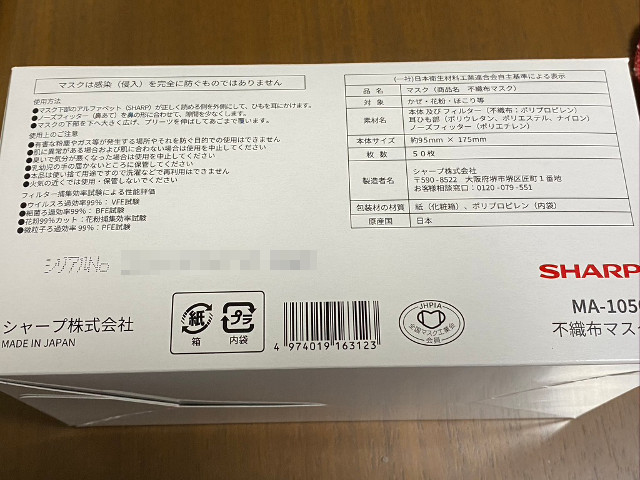 マスクは感染（侵入）を完全に防ぐものではありません
使用方法
●マスク下部のアルファベット（SHARP）が正しく読める側を外側にして、ひもを耳にかけます。
●ノーズフィッター（鼻あて）を鼻の形に合わせて、隙間を少なくします。
●マスクの下部を下へ大きく広げ、プリーツを伸ばしてあごまで覆います。
使用上のご注意
●有害な粉塵やガス等が発生する場所やそれを防ぐ目的での使用はできません
●肌に異常がある場合および肌に合わない場合は使用を中止してください
●臭いで気分が悪くなった場合は使用を中止してください
●乳幼児の手の届かないところに保管してください
●本品は使い捨て用途ですので洗濯などで再利用はできません
●火気の近くでは使用・保管しないでください
フィルター捕集効率試験による性能評価
●ウイルスろ過効率99%：VFE試験
●細菌ろ過効率99%：BFE試験
●花粉99%カット：花粉捕集効率試験
●微粒子ろ過効率 99%：PFE試験
シリアルNo
(一社)日本衛生材料工業連合会自主基準による表示
品 名 マスク（商品名 不織布マスク）
対 象 かぜ・花粉・ほこり等
素材名 本体及びフィルター（不織布：ポリプロピレン）
耳ひも部（ポリウレタン、ポリエステル、ナイロン）
ノーズフィッター（ポリエチレン）
本体サイズ 約95mm × 175mm
枚 数 50枚
製造者名 シャープ株式会社
〒590-8522 大阪府堺市堺区匠町1番地
お客様相談窓口：0120-079-551
包装材の材質 紙（化粧箱）、ポリプロピレン（内袋）
原産国 日本
SHARP
MA-105
不織布マス
シャープ株式会社
MADE IN JAPAN
紙
箱
プラ
内袋
4 974019 163123
JHPIA
全国マスク工業会
会員